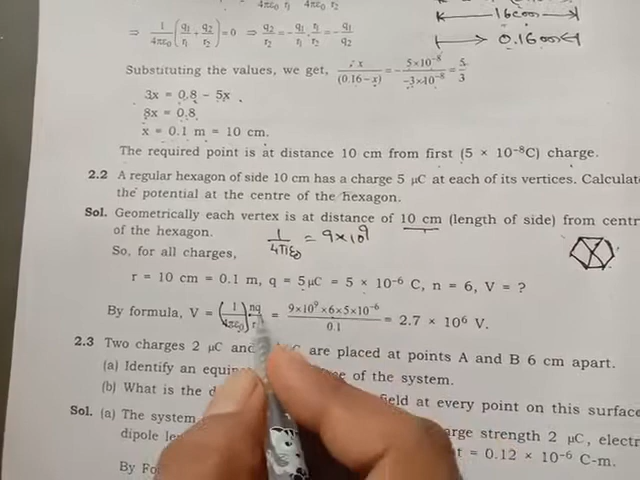 4πε₀ r₁ 4πε₀ r₂
16cm
⇒ 1/4πε₀ (q₁/r₁ + q₂/r₂) = 0 ⇒ q₂/r₂ = - q₁/r₁ · r₁/r₂ = - q₁/q₂
0.16
Substituting the values, we get, x/(0.16 - x) = - 5 × 10⁻⁸/-3×10⁻⁸ = 5/3
3x = 0.8 - 5x
8x = 0.8
x = 0.1 m = 10 cm.
The required point is at distance 10 cm from first (5 × 10⁻⁸C) charge.
2.2 A regular hexagon of side 10 cm has a charge 5 μC at each of its vertices. Calculate
the potential at the centre of the hexagon.
Sol. Geometrically each vertex is at distance of 10 cm (length of side) from centr
of the hexagon.
1/4πε₀ = 9×10⁹
So, for all charges,
r = 10 cm = 0.1 m, q = 5 μC = 5 × 10⁻⁶ C, n = 6, V = ?
By formula, V = (1/4πε₀) nq/r = 9×10⁹×6×5×10⁻⁶/0.1 = 2.7 × 10⁶ V.
2.3 Two charges 2 μC and C are placed at points A and B 6 cm apart.
(a) Identify an of the system.
(b) What is the field at every point on this surface
Sol. (a) The system charge strength 2 μC, electr
dipole = 0.12 × 10⁻⁶ C-m.
By